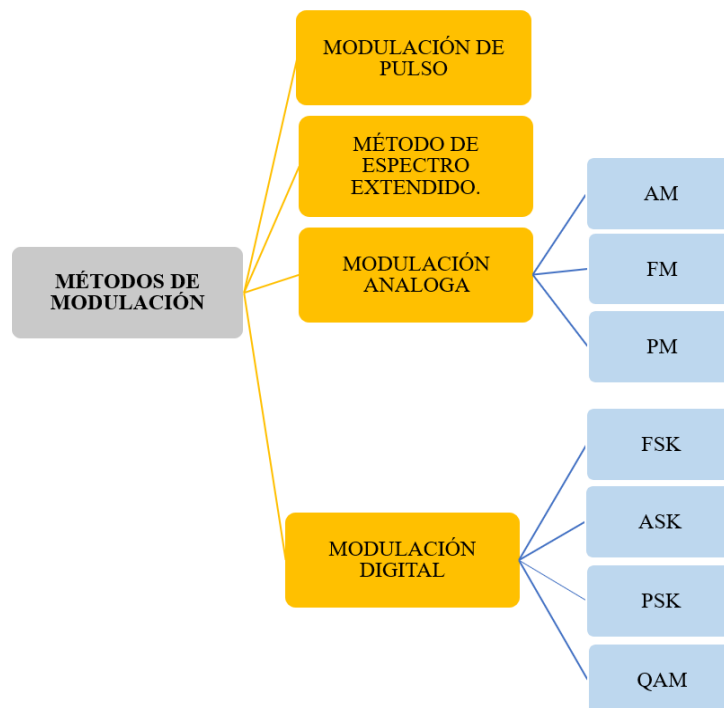 MÉTODOS DE
MODULACIÓN
MODULACIÓN DE
PULSO
MÉTODO DE
ESPECTRO
EXTENDIDO.
MODULACIÓN
ANALOGA
AM
FM
PM
MODULACIÓN
DIGITAL
FSK
ASK
PSK
QAM